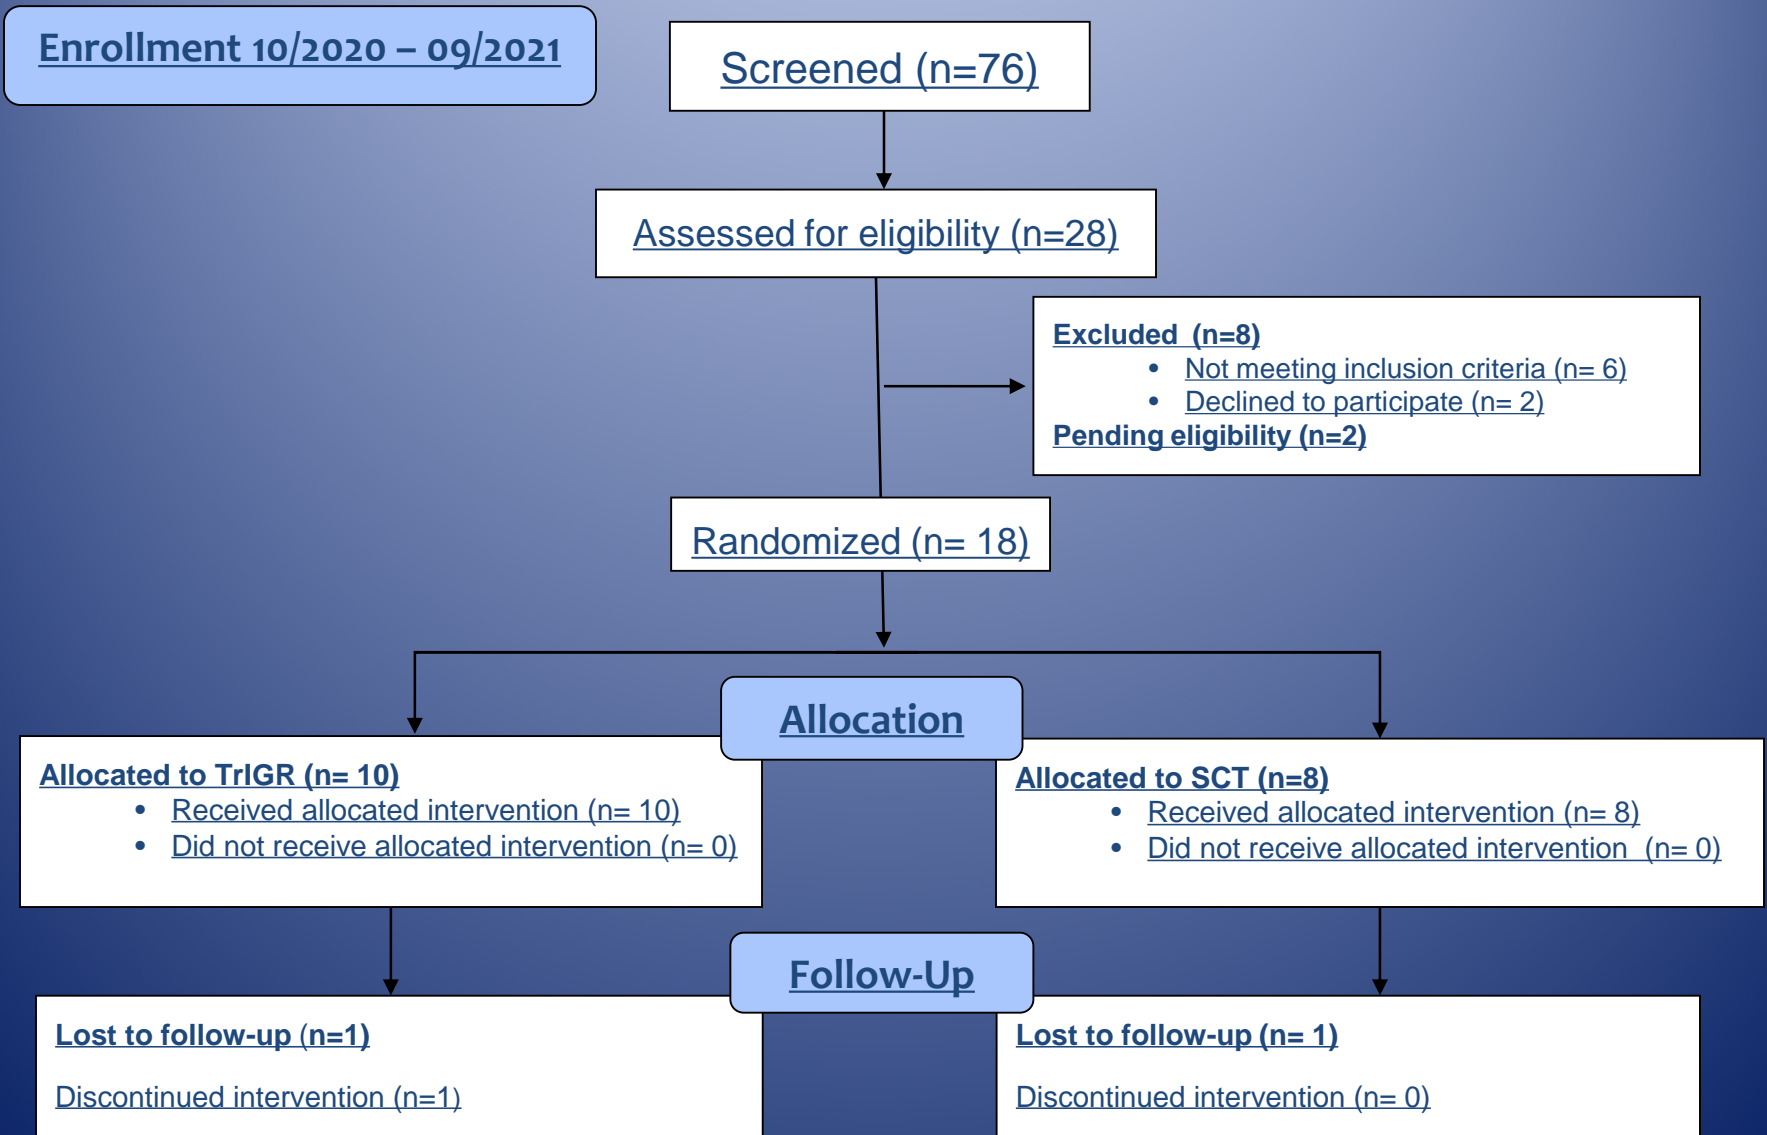 Enrollment 10/2020 – 09/2021
Screened (n=76)
Assessed for eligibility (n=28)
Excluded (n=8)
• Not meeting inclusion criteria (n= 6)
• Declined to participate (n= 2)
Pending eligibility (n=2)
Randomized (n= 18)
Allocation
Allocated to TrIGR (n= 10)
• Received allocated intervention (n= 10)
• Did not receive allocated intervention (n= 0)
Allocated to SCT (n=8)
• Received allocated intervention (n= 8)
• Did not receive allocated intervention (n= 0)
Follow-Up
Lost to follow-up (n=1)
Discontinued intervention (n=1)
Lost to follow-up (n= 1)
Discontinued intervention (n= 0)